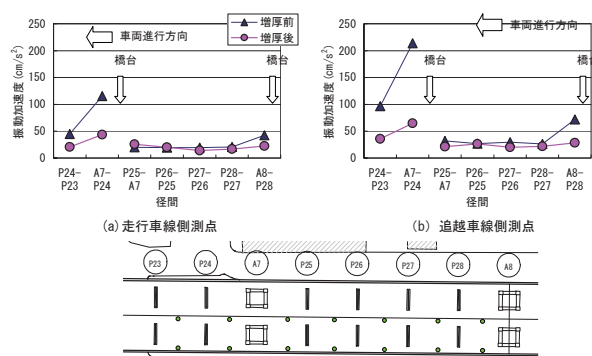 250
200
150
100
50
0
振動加速度(cm/s²)
車両進行方向
増厚前
増厚後
橋台
橋台
P24-P23
A7-P24
P25-A7
P26-P25
P27-P26
P28-P27
A8-P28
径間
(a)走行車線側測点
250
200
150
100
50
0
振動加速度(cm/s²)
車両進行方向
橋台
橋台
P24-P23
A7-P24
P25-A7
P26-P25
P27-P26
P28-P27
A8-P28
径間
(b) 追越車線側測点
P23 P24 A7 P25 P26 P27 P28 A8